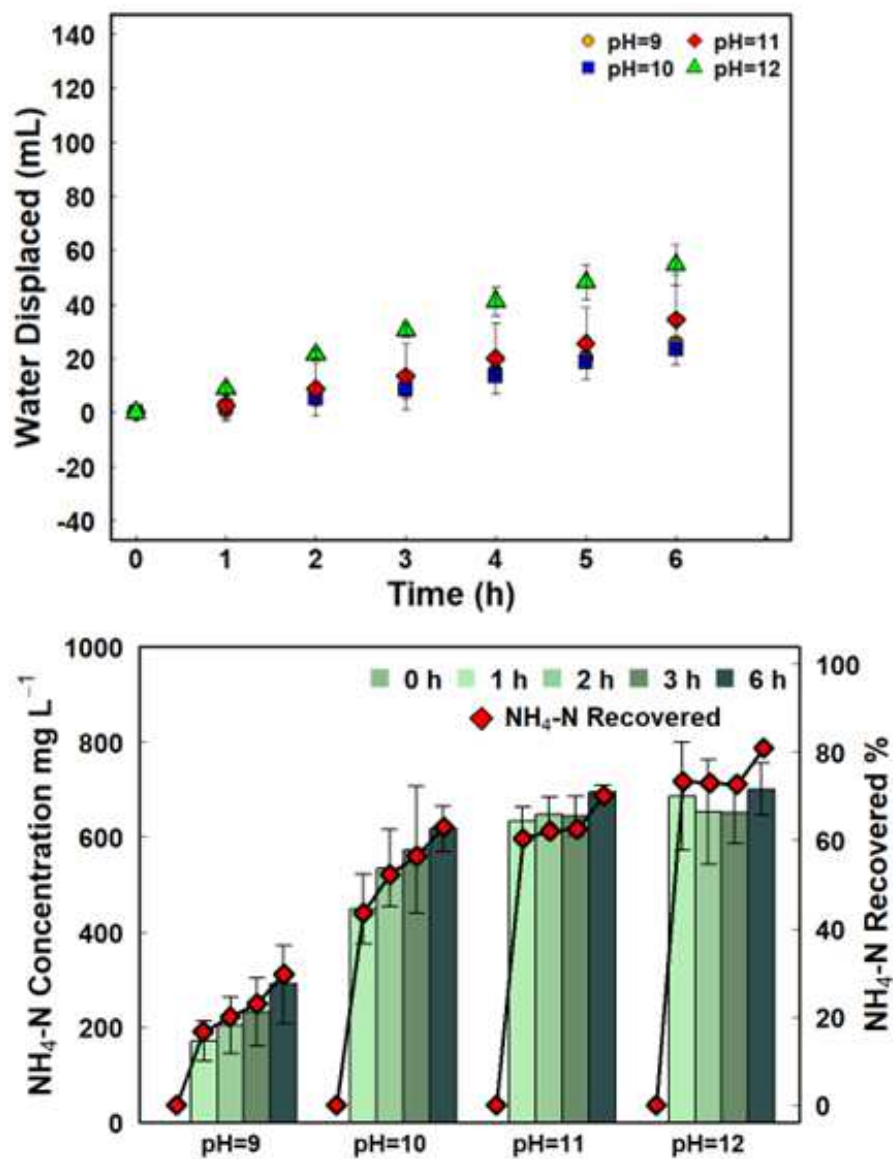 140
120
100
80
60
40
20
0
-20
-40
Water Displaced (mL)
pH=9 pH=11
pH=10 pH=12
0 1 2 3 4 5 6
Time (h)
1000
800
600
400
200
0
NH₄-N Concentration mg L⁻¹
0 h 1 h 2 h 3 h 6 h
NH₄-N Recovered
100
80
60
40
20
0
NH₄-N Recovered %
pH=9 pH=10 pH=11 pH=12